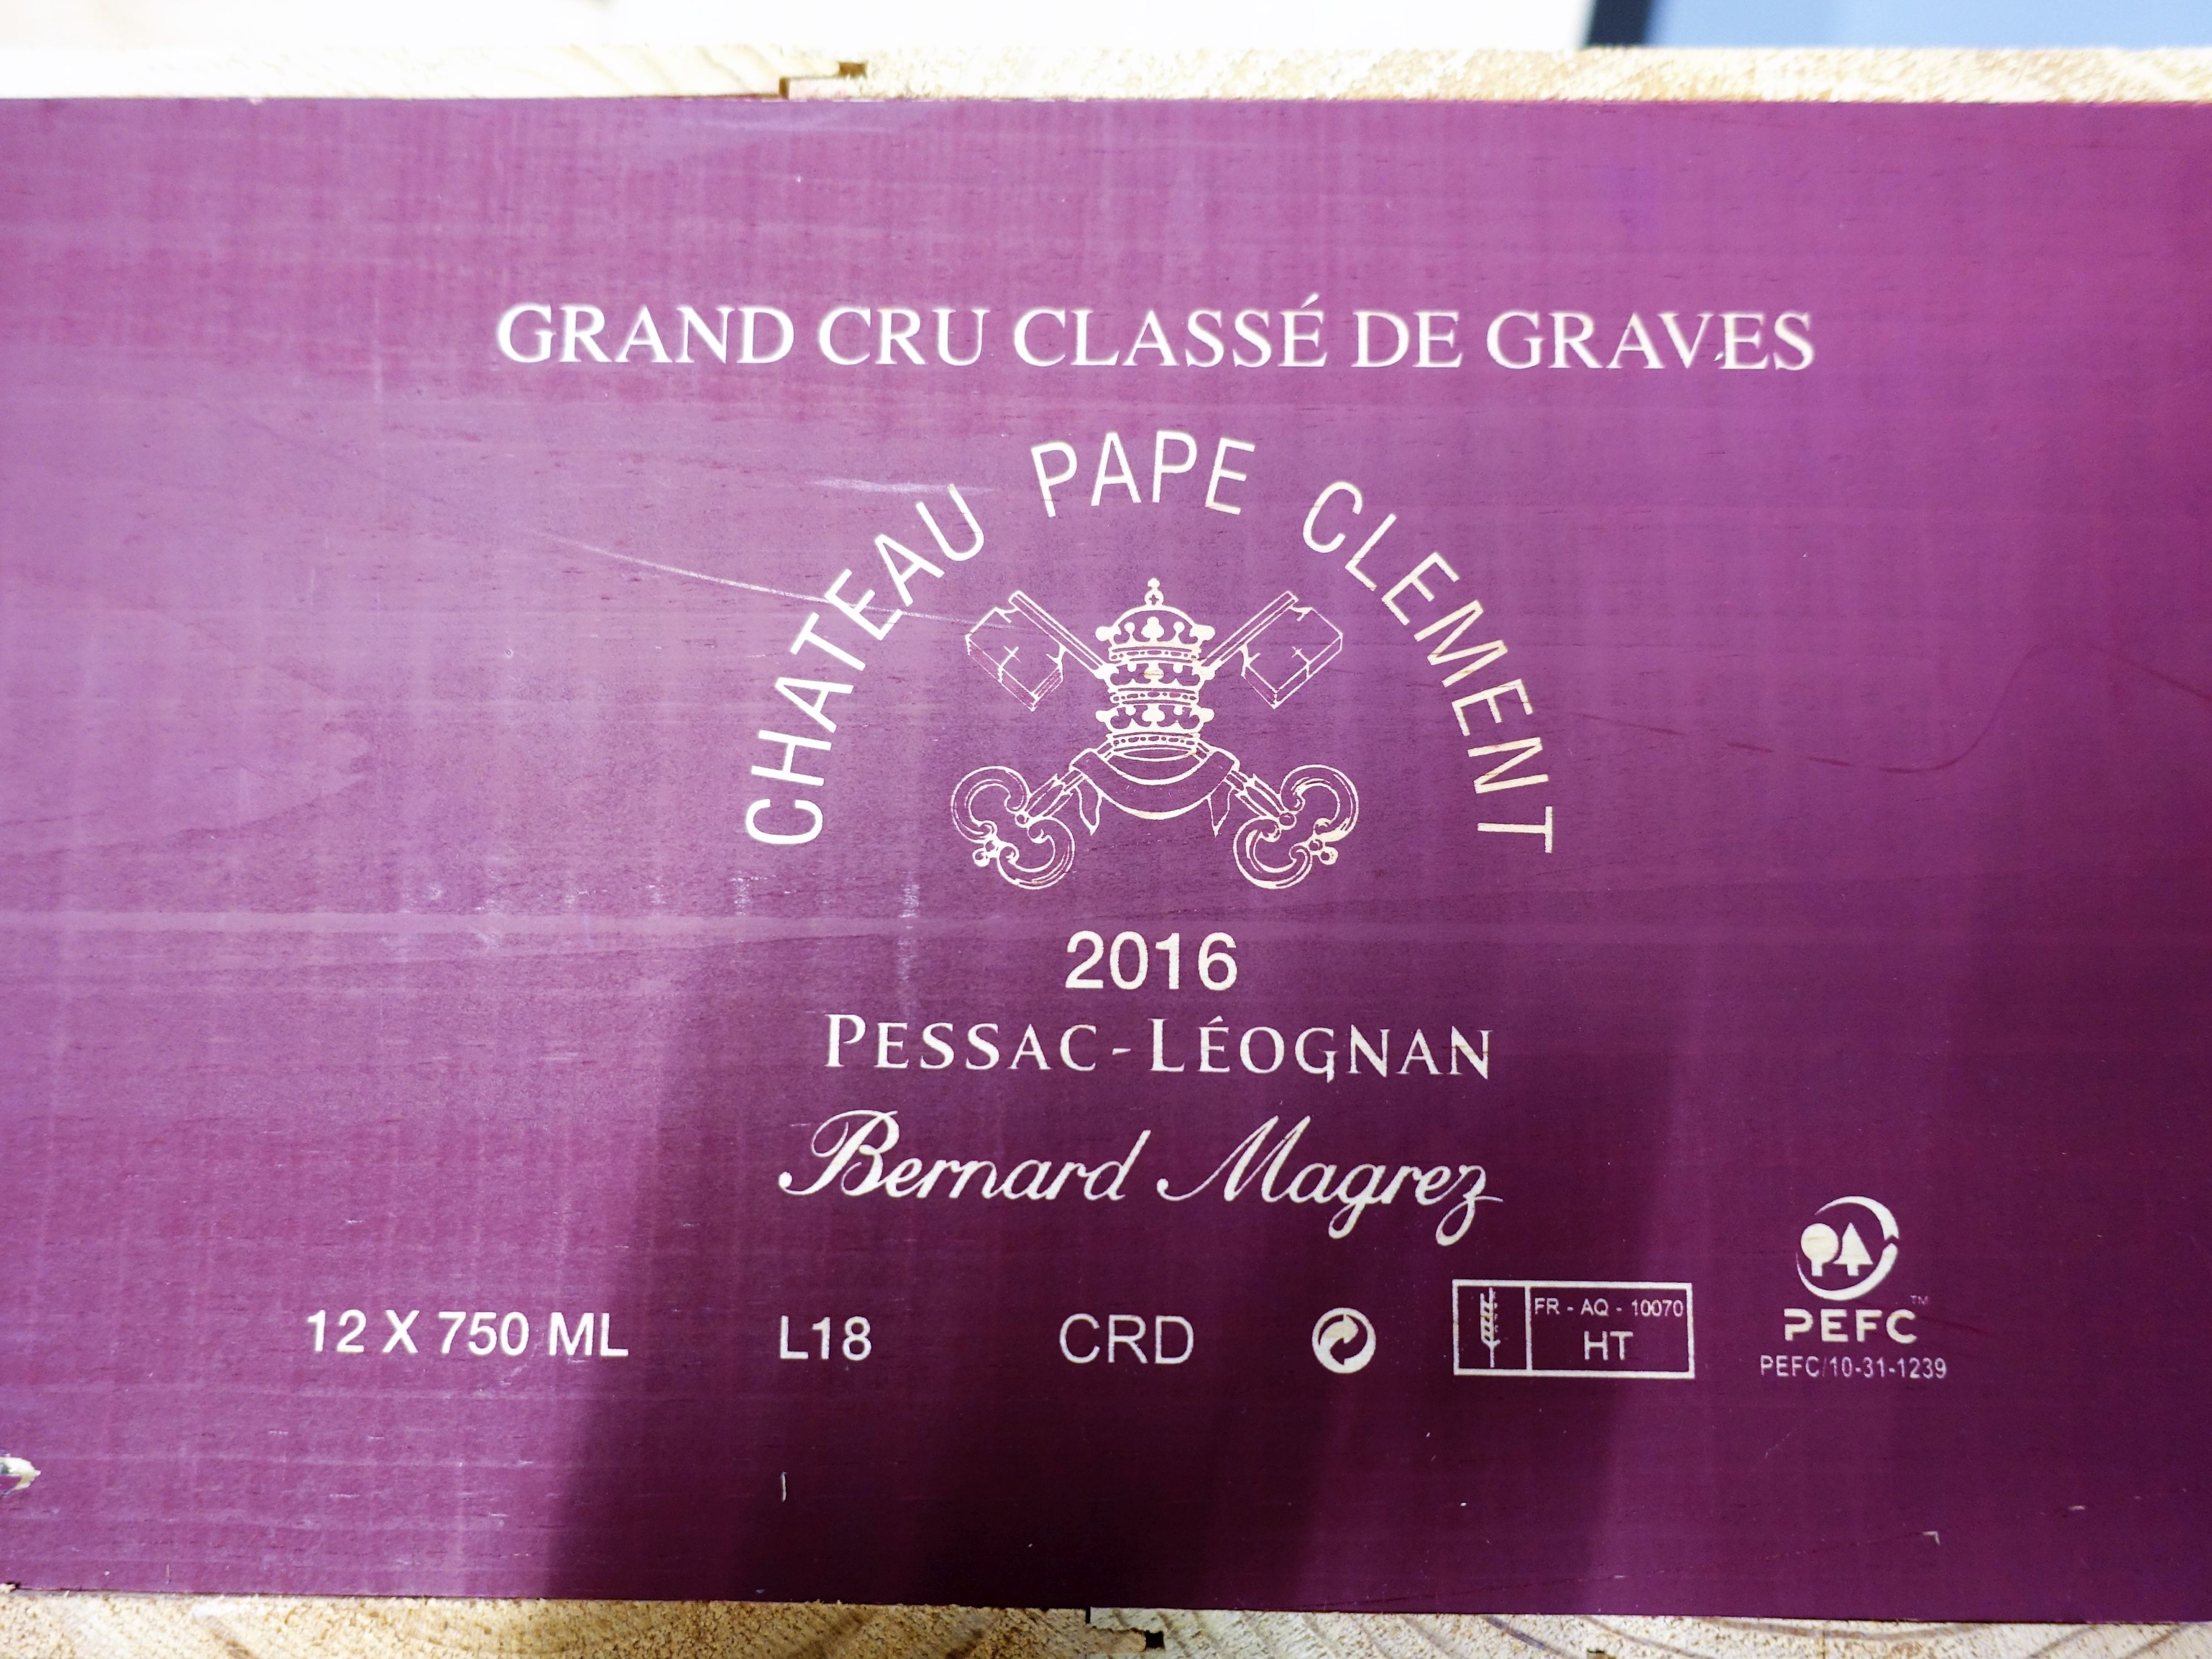 GRAND CRU CLASSÉ DE GRAVES
CHATEAU PAPE CLEMENT
2016
PESSAC-LÉOGNAN
Bernard Magrez
12 X 750 ML L18 CRD
FR - AQ - 10070
HT
PEFC™
PEFC/10-31-1239